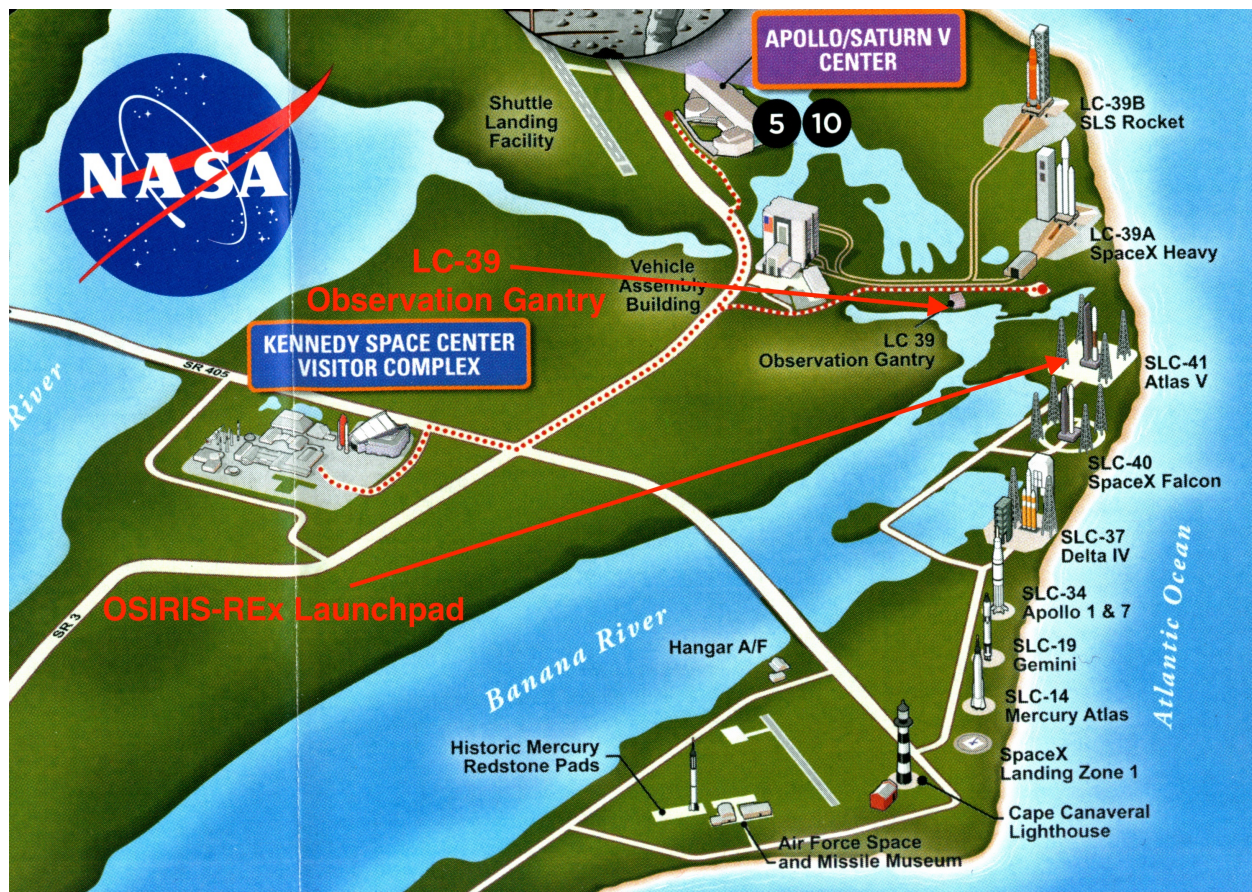 NASA
APOLLO/SATURN V
CENTER
5 10
Shuttle
Landing
Facility
LC-39B
SLS Rocket
LC-39A
SpaceX Heavy
LC-39
Observation Gantry
Vehicle
Assembly
Building
LC 39
Observation Gantry
KENNEDY SPACE CENTER
VISITOR COMPLEX
SR 405
River
SLC-41
Atlas V
SLC-40
SpaceX Falcon
SLC-37
Delta IV
OSIRIS-REx Launchpad
SR 3
SLC-34
Apollo 1 & 7
Banana River
Hangar A/F
SLC-19
Gemini
SLC-14
Mercury Atlas
Atlantic Ocean
Historic Mercury
Redstone Pads
SpaceX
Landing Zone 1
Cape Canaveral
Lighthouse
Air Force Space
and Missile Museum